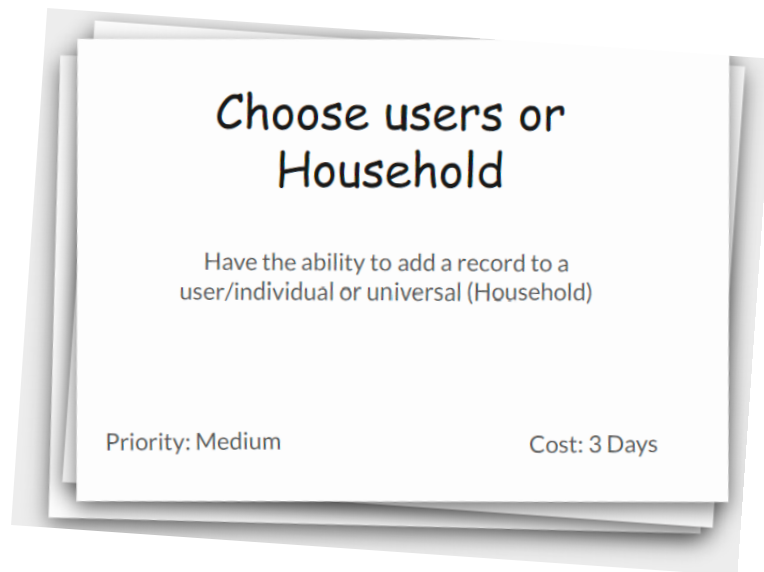 Choose users or
Household
Have the ability to add a record to a
user/individual or universal (Household)
Priority: Medium
Cost: 3 Days